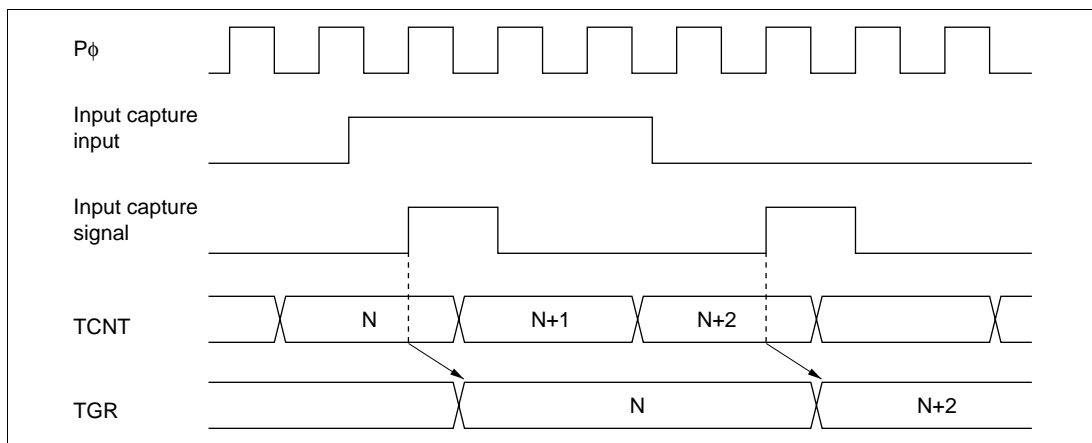 Pϕ
Input capture
input
Input capture
signal
TCNT
N
N+1
N+2
TGR
N
N+2